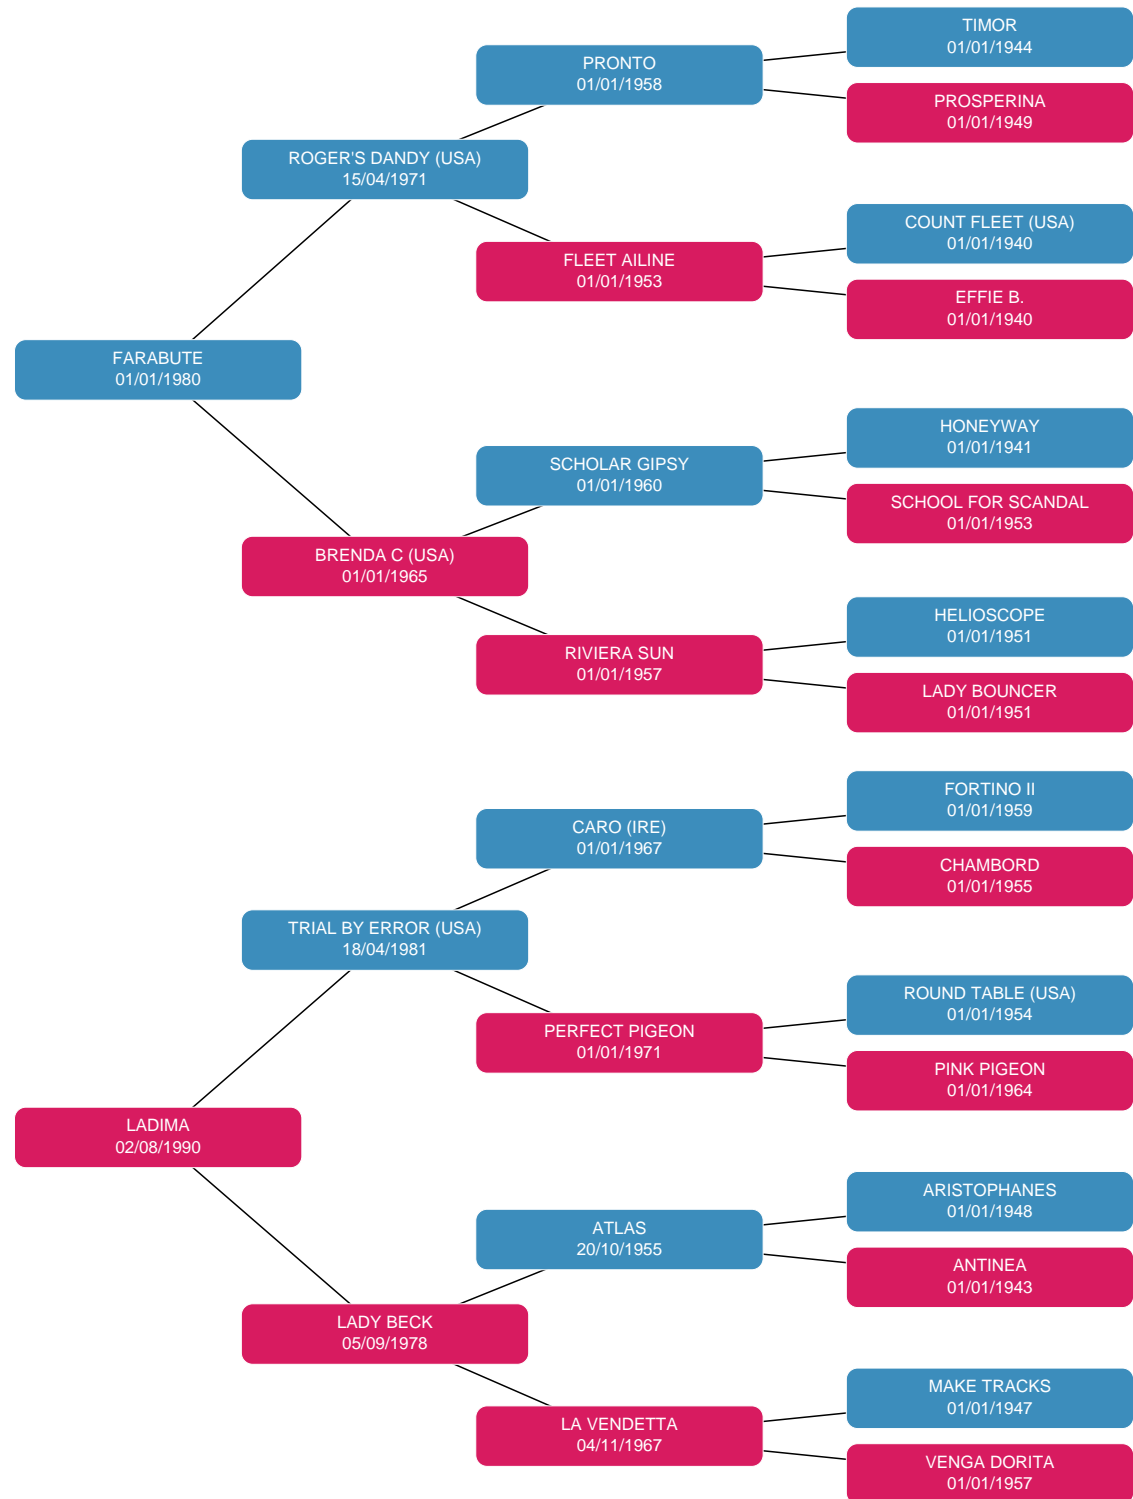 TIMOR
01/01/1944
PRONTO
01/01/1958
PROSPERINA
01/01/1949
ROGER'S DANDY (USA)
15/04/1971
COUNT FLEET (USA)
01/01/1940
FLEET AILINE
01/01/1953
EFFIE B.
01/01/1940
FARABUTE
01/01/1980
HONEYWAY
01/01/1941
SCHOLAR GIPSY
01/01/1960
SCHOOL FOR SCANDAL
01/01/1953
BRENDA C (USA)
01/01/1965
HELIOSCOPE
01/01/1951
RIVIERA SUN
01/01/1957
LADY BOUNCER
01/01/1951
FORTINO II
01/01/1959
CARO (IRE)
01/01/1967
CHAMBORD
01/01/1955
TRIAL BY ERROR (USA)
18/04/1981
ROUND TABLE (USA)
01/01/1954
PERFECT PIGEON
01/01/1971
PINK PIGEON
01/01/1964
LADIMA
02/08/1990
ARISTOPHANES
01/01/1948
ATLAS
20/10/1955
ANTINEA
01/01/1943
LADY BECK
05/09/1978
MAKE TRACKS
01/01/1947
LA VENDETTA
04/11/1967
VENGA DORITA
01/01/1957